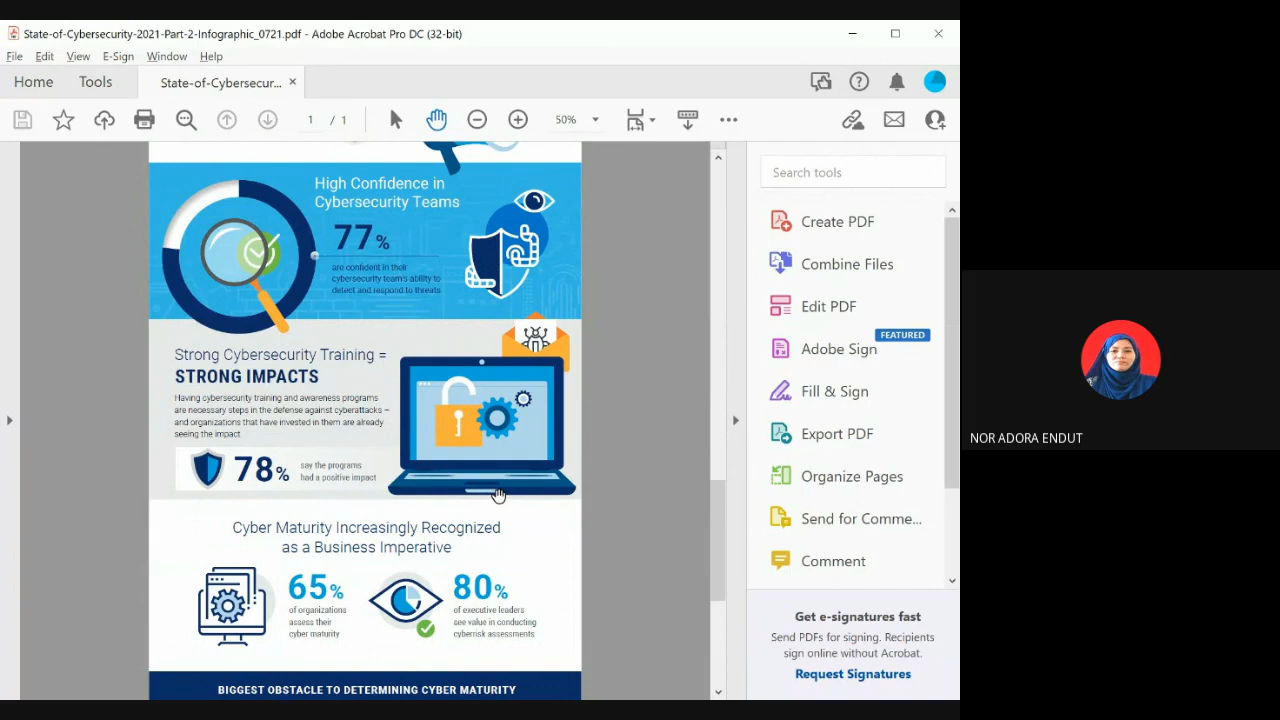 State-of-Cybersecurity-2021-Part-2-Infographic_0721.pdf - Adobe Acrobat Pro DC (32-bit)
File Edit View E-Sign Window Help
Home Tools State-of-Cybersecur... ×
1 / 1 50%
High Confidence in
Cybersecurity Teams
77%
are confident in their
cybersecurity team's ability to
detect and respond to threats
Strong Cybersecurity Training =
STRONG IMPACTS
Having cybersecurity training and awareness programs
are necessary steps in the defense against cyberattacks –
and organizations that have invested in them are already
seeing the impact.
78%
say the programs
had a positive impact
Cyber Maturity Increasingly Recognized
as a Business Imperative
65%
of organizations
assess their
cyber maturity
80%
of executive leaders
see value in conducting
cyberrisk assessments
BIGGEST OBSTACLE TO DETERMINING CYBER MATURITY
Search tools
Create PDF
Combine Files
Edit PDF
FEATURED
Adobe Sign
Fill & Sign
Export PDF
Organize Pages
Send for Comme...
Comment
Get e-signatures fast
Send PDFs for signing. Recipients
sign online without Acrobat.
Request Signatures
NOR ADORA ENDUT